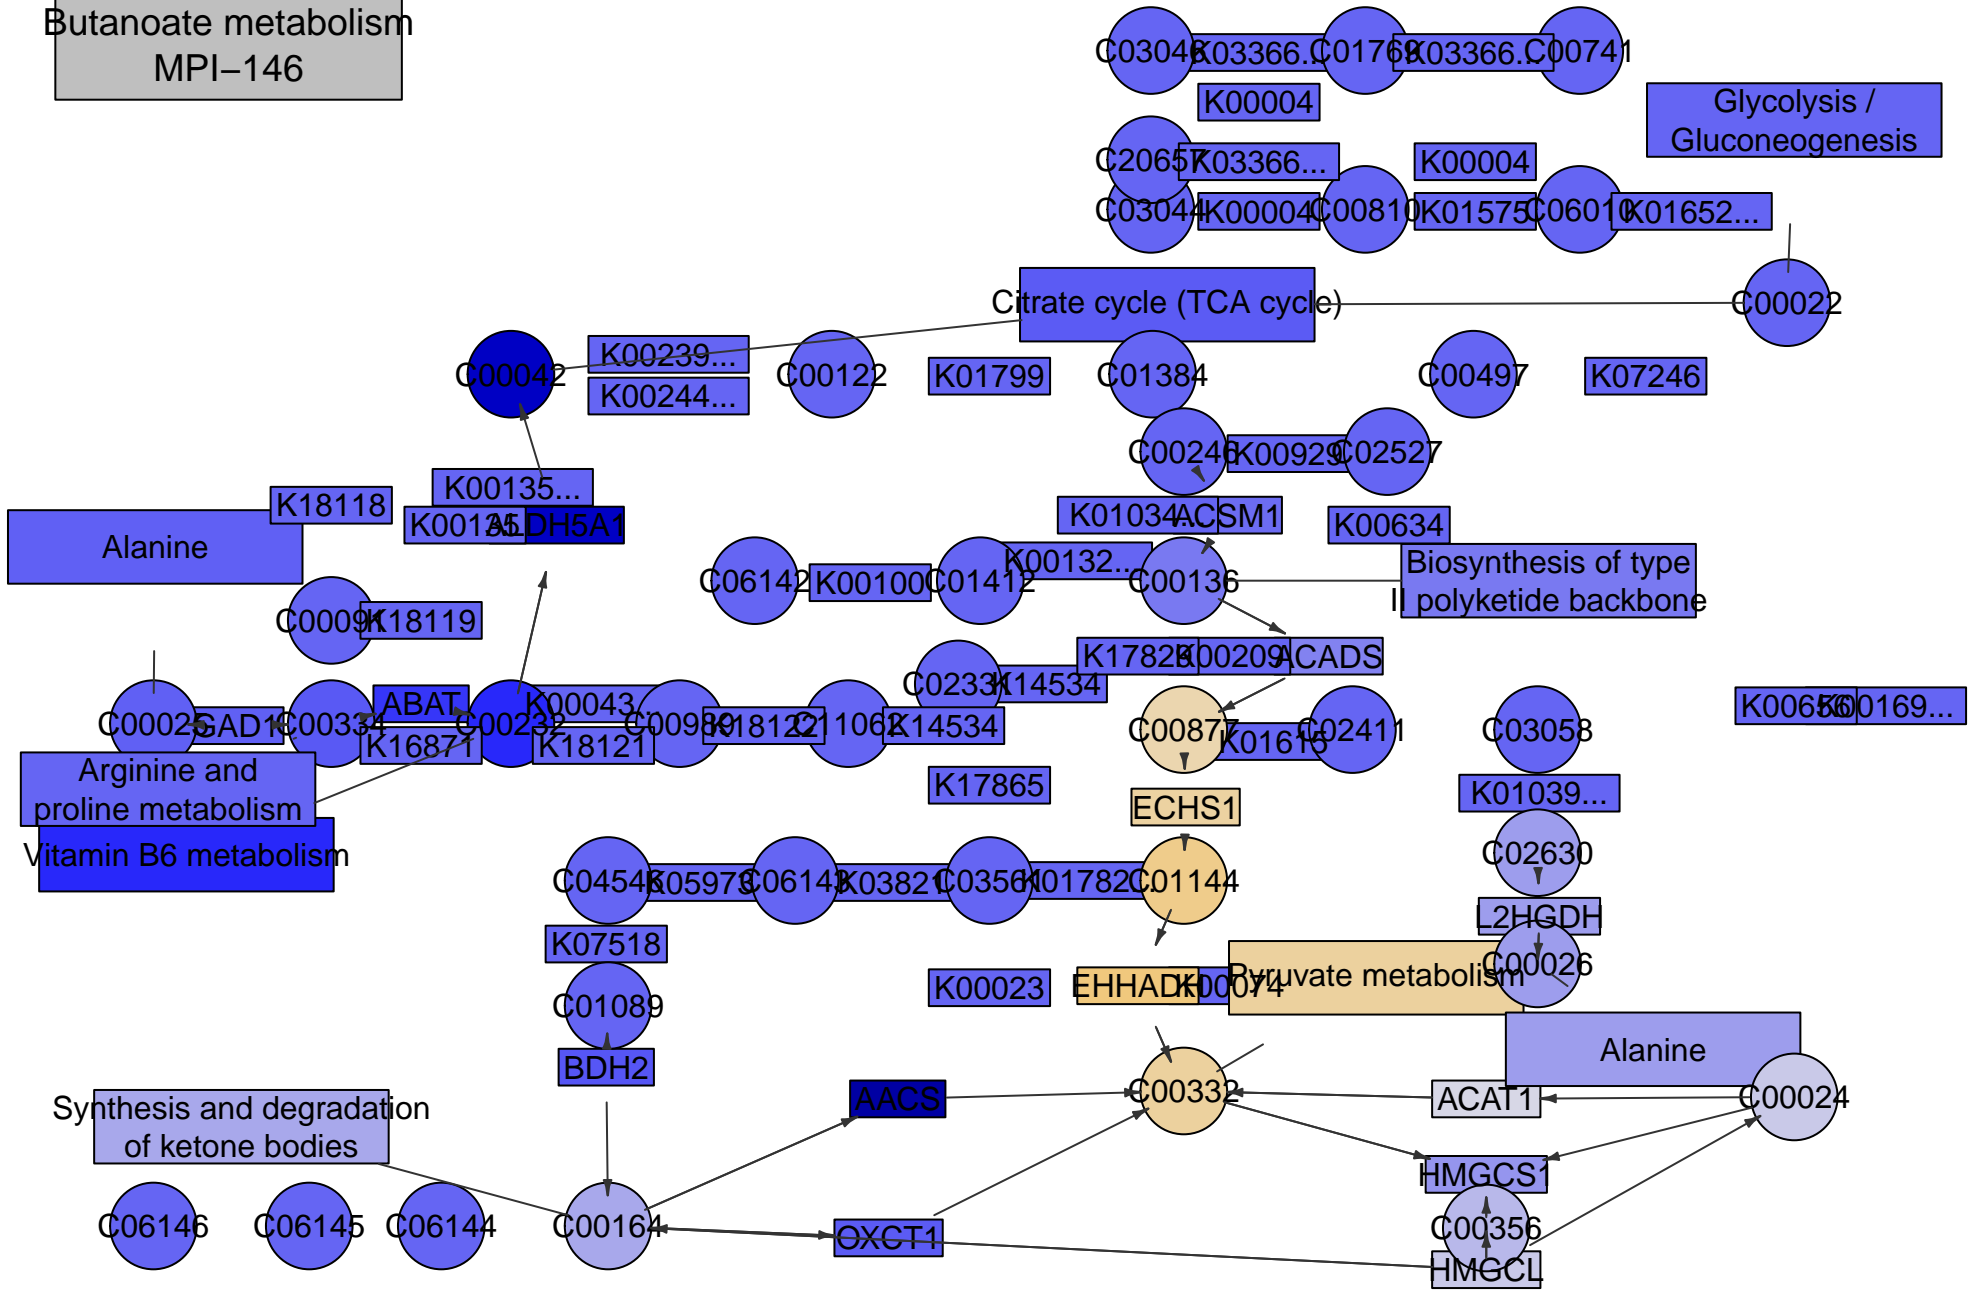 Butanoate metabolism
MPI−146
C03046
K03366...
C01769
K03366...
C00741
K00004
Glycolysis /
Gluconeogenesis
C20657
K03366...
K00004
C03044
K00004
C00810
K01575
C06010
K01652...
Citrate cycle (TCA cycle)
C00022
C00042
K00239...
K00244...
C00122
K01799
C01384
C00497
K07246
C00246
K00929
C02527
K18118
K00135...
K00135
ALDH5A1
K01034...
ACSM1
K00634
Alanine
C06142
K00100
C01412
K00132...
C00136
Biosynthesis of type
II polyketide backbone
C00091
K18119
K17829
K00209
ACADS
C02331
K14534
C00025
GAD1
C00334
ABAT
K16871
C00232
K00043...
K18121
C00989
K18122
C11062
K14534
C00877
K01615
C02411
C03058
K00656
K00169...
Arginine and
proline metabolism
K17865
ECHS1
K01039...
Vitamin B6 metabolism
C02630
C04546
K05973
C06143
K03821
C03561
K01782...
C01144
L2HGDH
K07518
C00026
Pyruvate metabolism
C01089
K00023
EHHADH
K00074
BDH2
Alanine
AACS
C00332
ACAT1
C00024
Synthesis and degradation
of ketone bodies
HMGCS1
C06146
C06145
C06144
C00164
OXCT1
C00356
HMGCL